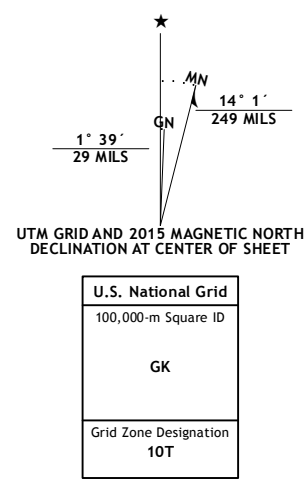 ★
MN
GN
14° 1´
249 MILS
1° 39´
29 MILS
UTM GRID AND 2015 MAGNETIC NORTH
DECLINATION AT CENTER OF SHEET
U.S. National Grid
100,000-m Square ID
GK
Grid Zone Designation
10T